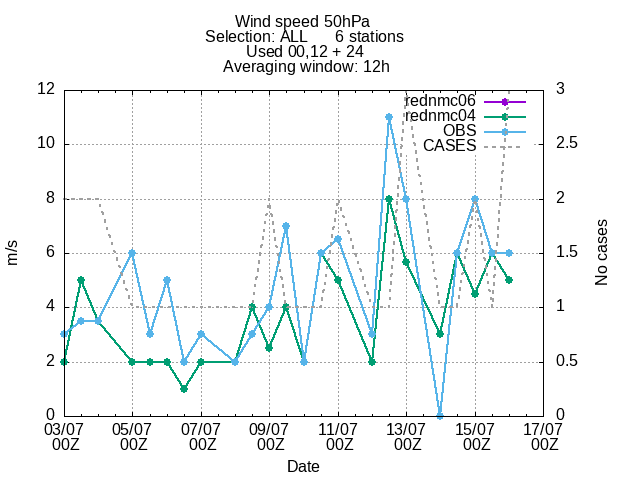 Wind speed 50hPa
Selection: ALL 6 stations
Used 00,12 + 24
Averaging window: 12h
12 3
rednmc06
rednmc04
OBS
CASES
10 2.5
8 2
6 1.5
4 1
2 0.5
0 0
m/s
No cases
03/07 05/07 07/07 09/07 11/07 13/07 15/07 17/07
00Z 00Z 00Z 00Z 00Z 00Z 00Z 00Z
Date